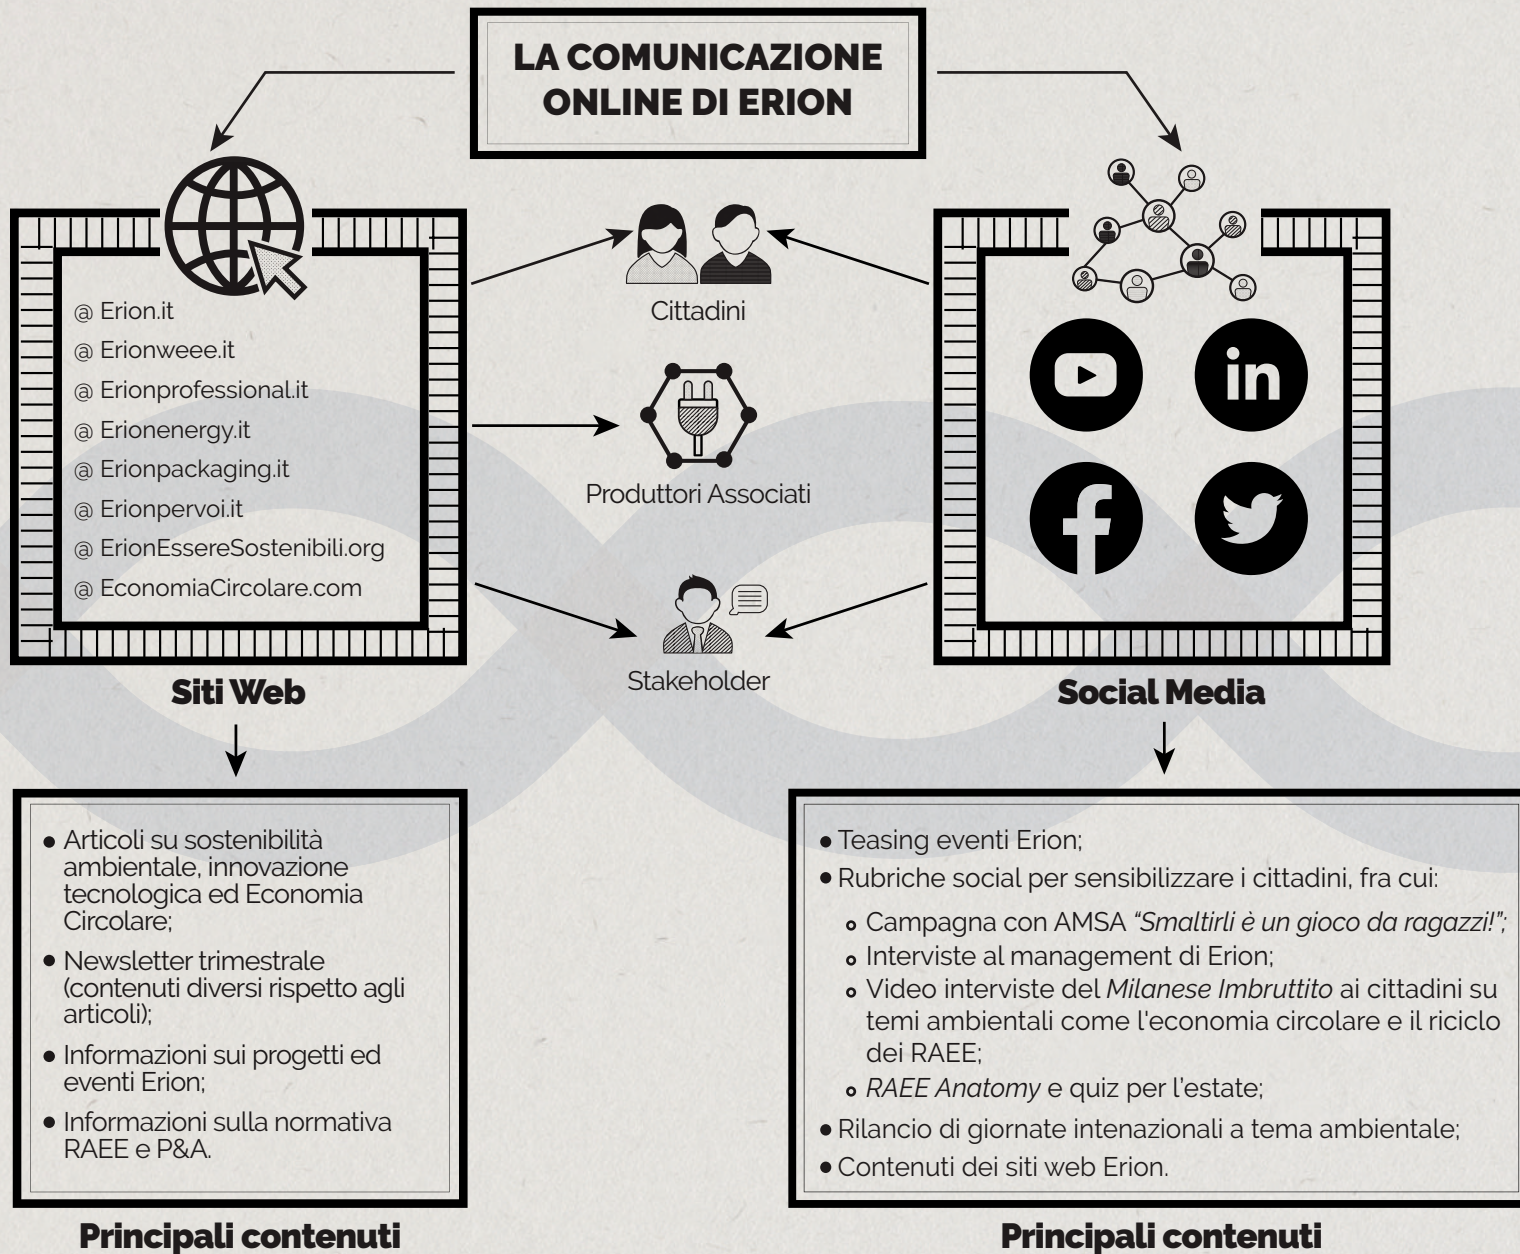 LA COMUNICAZIONE
ONLINE DI ERION
@ Erion.it
@ Erionweee.it
@ Erionprofessional.it
@ Erionenergy.it
@ Erionpackaging.it
@ Erionpervoi.it
@ ErionEssereSostenibili.org
@ EconomiaCircolare.com
Siti Web
Cittadini
Produttori Associati
Stakeholder
in
f
Social Media
• Articoli su sostenibilità
ambientale, innovazione
tecnologica ed Economia
Circolare;
• Newsletter trimestrale
(contenuti diversi rispetto agli
articoli);
• Informazioni sui progetti ed
eventi Erion;
• Informazioni sulla normativa
RAEE e P&A.
Principali contenuti
• Teasing eventi Erion;
• Rubriche social per sensibilizzare i cittadini, fra cui:
Campagna con AMSA “Smaltirli è un gioco da ragazzi!”;
Interviste al management di Erion;
Video interviste del Milanese Imbruttito ai cittadini su
temi ambientali come l'economia circolare e il riciclo
dei RAEE;
RAEE Anatomy e quiz per l’estate;
• Rilancio di giornate intenazionali a tema ambientale;
• Contenuti dei siti web Erion.
Principali contenuti